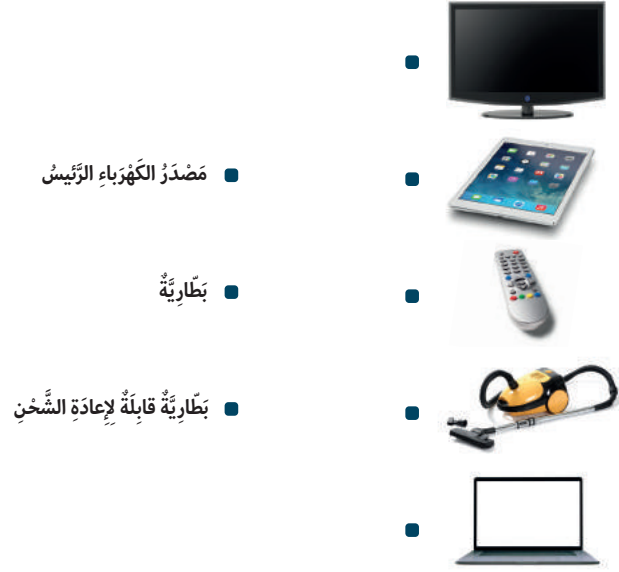 مَصْدَرُ الكَهْرَباءِ الرَّئيسُ
بَطّارِيَّةٌ
بَطّارِيَّةٌ قابِلَةٌ لِإِعادَةِ الشَّحْنِ